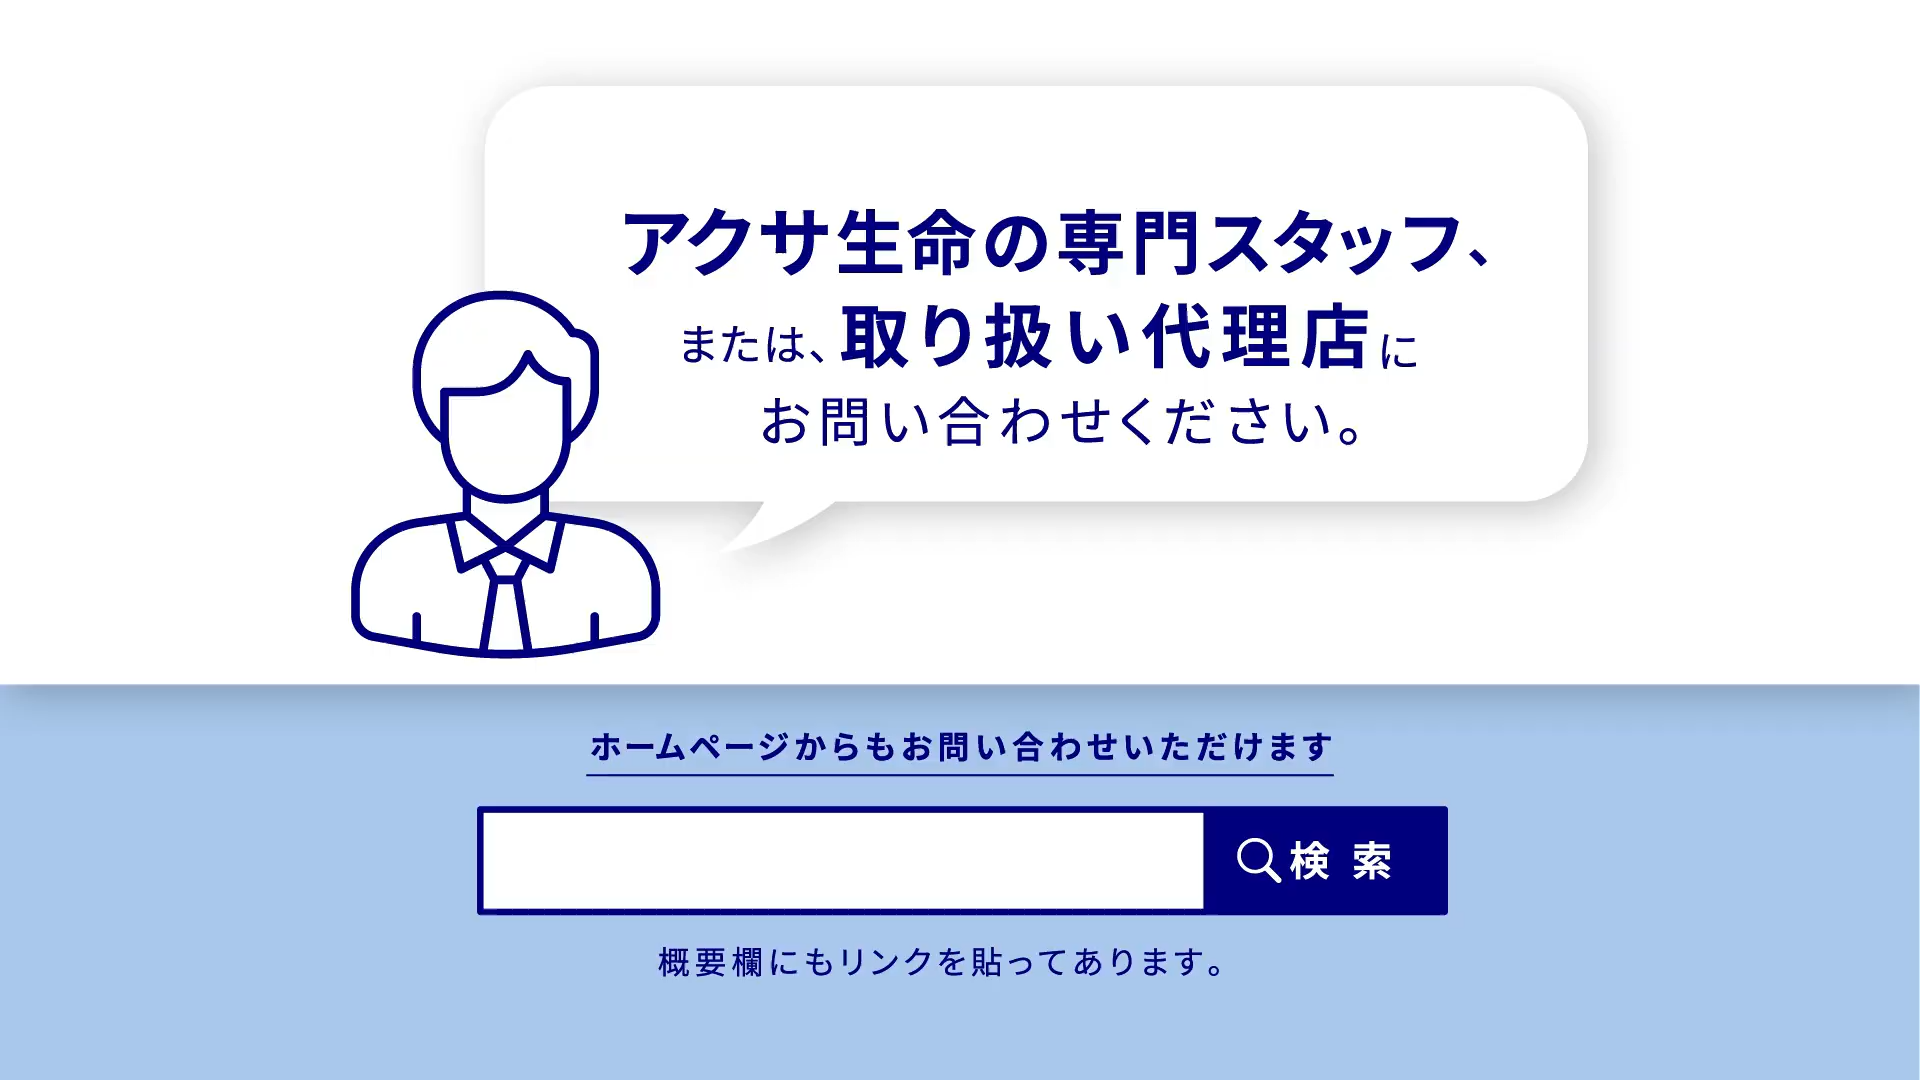 アクサ生命の専門スタッフ、
または、取り扱い代理店に
お問い合わせください。
ホームページからもお問い合わせいただけます
検索
概要欄にもリンクを貼ってあります。